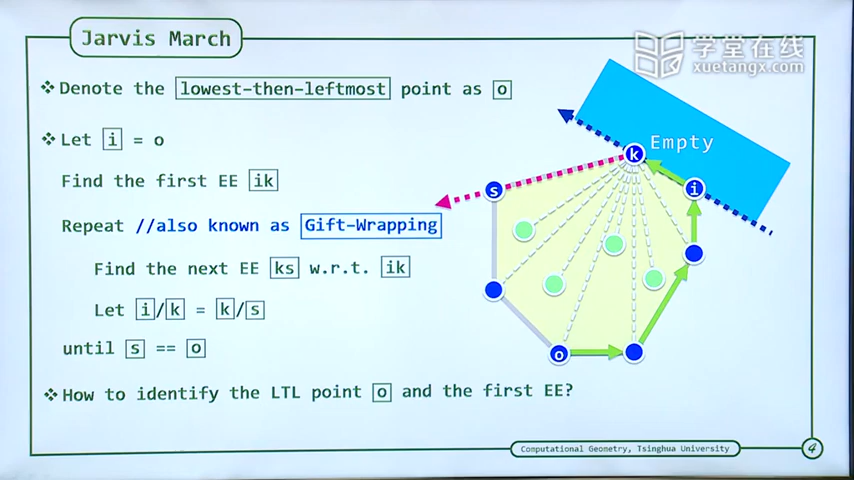 Jarvis March
学堂在线
xuetangx.com
❖Denote the lowest-then-leftmost point as o
❖Let i = o
Find the first EE ik
Repeat //also known as Gift-Wrapping
Find the next EE ks w.r.t. ik
Let i/k = k/s
until s == o
❖How to identify the LTL point o and the first EE?
Empty
k
s
i
o
Computational Geometry, Tsinghua University
4